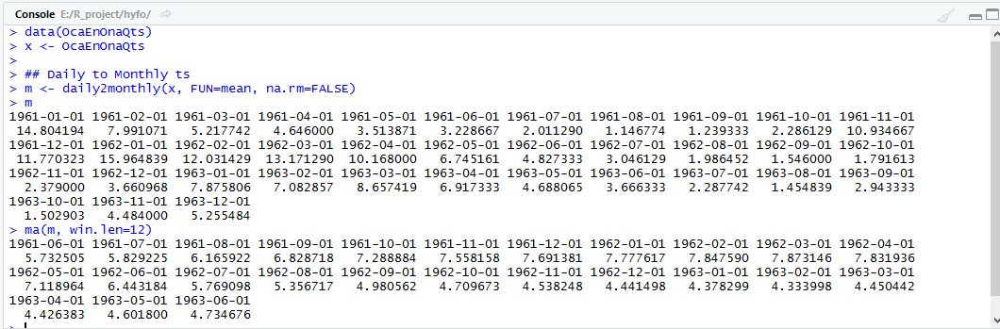 Console E:/R_project/hyfo/
> data(OcaEnOnaQts)
> x <- OcaEnOnaQts
>
> ## Daily to Monthly ts
> m <- daily2monthly(x, FUN=mean, na.rm=FALSE)
> m
1961-01-01 1961-02-01 1961-03-01 1961-04-01 1961-05-01 1961-06-01 1961-07-01 1961-08-01 1961-09-01 1961-10-01 1961-11-01
14.804194 7.991071 5.217742 4.646000 3.513871 3.228667 2.011290 1.146774 1.239333 2.286129 10.934667
1961-12-01 1962-01-01 1962-02-01 1962-03-01 1962-04-01 1962-05-01 1962-06-01 1962-07-01 1962-08-01 1962-09-01 1962-10-01
11.770323 15.964839 12.031429 13.171290 10.168000 6.745161 4.827333 3.046129 1.986452 1.546000 1.791613
1962-11-01 1962-12-01 1963-01-01 1963-02-01 1963-03-01 1963-04-01 1963-05-01 1963-06-01 1963-07-01 1963-08-01 1963-09-01
2.379000 3.660968 7.875806 7.082857 8.657419 6.917333 4.688065 3.666333 2.287742 1.454839 2.943333
1963-10-01 1963-11-01 1963-12-01
1.502903 4.484000 5.255484
> ma(m, win.len=12)
1961-06-01 1961-07-01 1961-08-01 1961-09-01 1961-10-01 1961-11-01 1961-12-01 1962-01-01 1962-02-01 1962-03-01 1962-04-01
5.732505 5.829225 6.165922 6.828718 7.288884 7.558158 7.691381 7.777617 7.847590 7.873146 7.831936
1962-05-01 1962-06-01 1962-07-01 1962-08-01 1962-09-01 1962-10-01 1962-11-01 1962-12-01 1963-01-01 1963-02-01 1963-03-01
7.118964 6.443184 5.769098 5.356717 4.980562 4.709673 4.538248 4.441498 4.378299 4.333998 4.450442
1963-04-01 1963-05-01 1963-06-01
4.426383 4.601800 4.734676
>